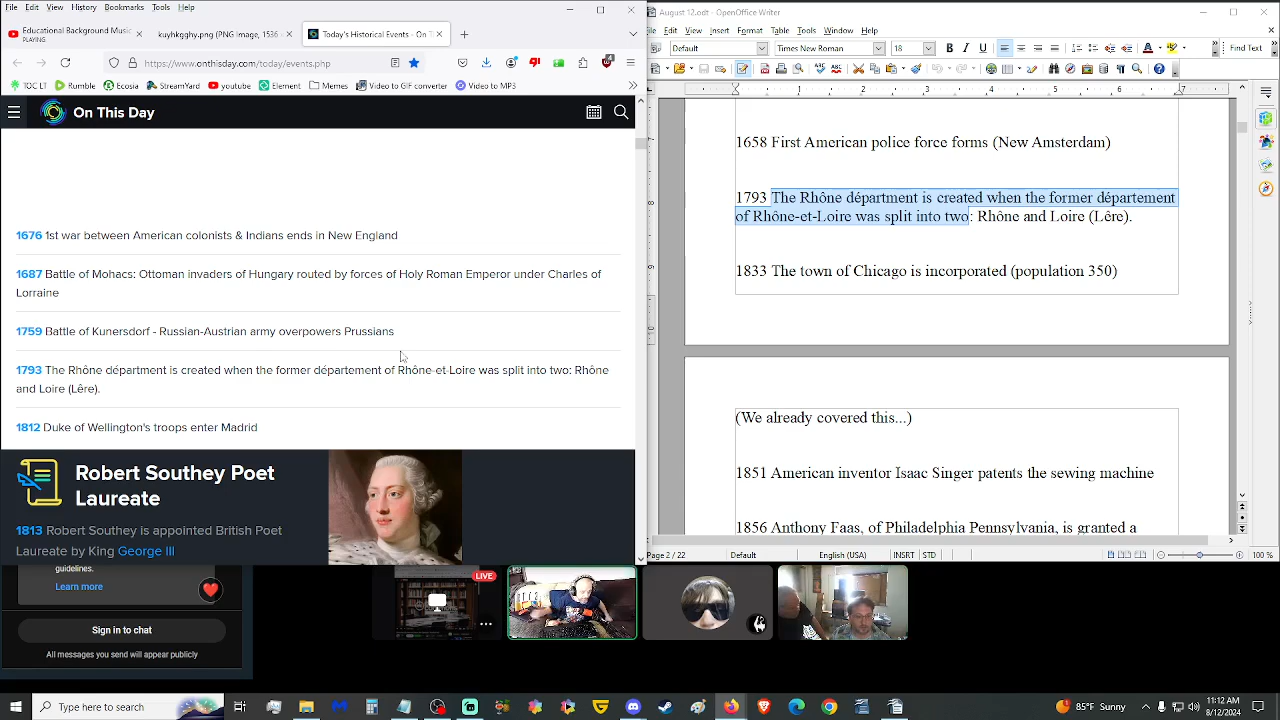 File Edit View History Bookmarks Tools Help
Educational Background Music
PLAYING
Today's Historical Events - On T
https://www.onthisday.com/today/events.php
Rumble
Ecosia
StreamYard
youtube
Element
Memes
Video to GIF converter
Video to MP3
On This Day
1676 1st war between American colonists & Indians ends in New England
1687 Battle of Mohacs: Ottoman invaders of Hungary routed by forces of Holy Roman Emperor under Charles of
Lorraine
1759 Battle of Kunersdorf - Russian-Austrian army overpowers Prussians
1793 The Rhône départment is created when the former département of Rhône-et-Loire was split into two: Rhône
and Loire (Lêre).
1812 Duke of Wellington's troops enter Madrid
Robert Southey Poet
Laureate
1813 Robert Southey is appointed British Poet
Laureate by King George III
August 12.odt - OpenOffice Writer
File Edit View Insert Format Table Tools Window Help
Default
Times New Roman
18
Find Text
1 2 3 4 5 6 7
1658 First American police force forms (New Amsterdam)
1793 The Rhône départment is created when the former département
of Rhône-et-Loire was split into two: Rhône and Loire (Lêre).
1833 The town of Chicago is incorporated (population 350)
(We already covered this...)
1851 American inventor Isaac Singer patents the sewing machine
1856 Anthony Faas, of Philadelphia Pennsylvania, is granted a
Page 2 / 22
Default
English (USA)
INSRT
STD
100 %
guidelines.
Learn more
Sign in to chat
All messages you send will appear publicly
LIVE
Type here to search
85°F Sunny
11:12 AM
8/12/2024